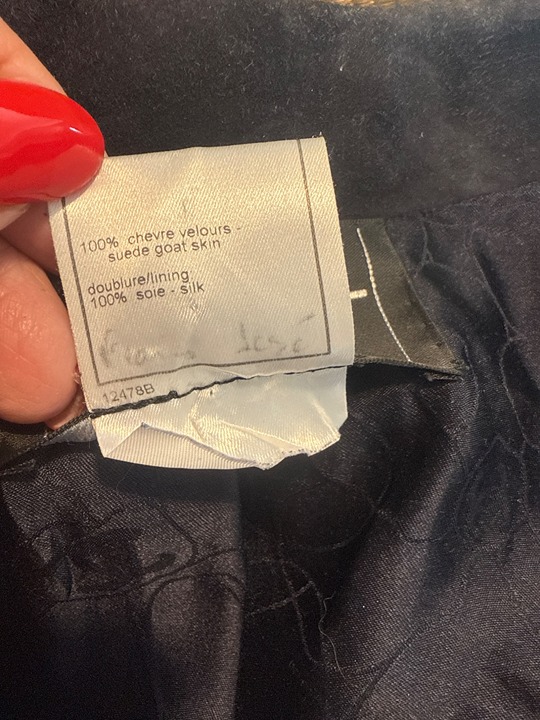 100% chevre velours -
suede goat skin
doublure/lining
100% soie - silk
12478B